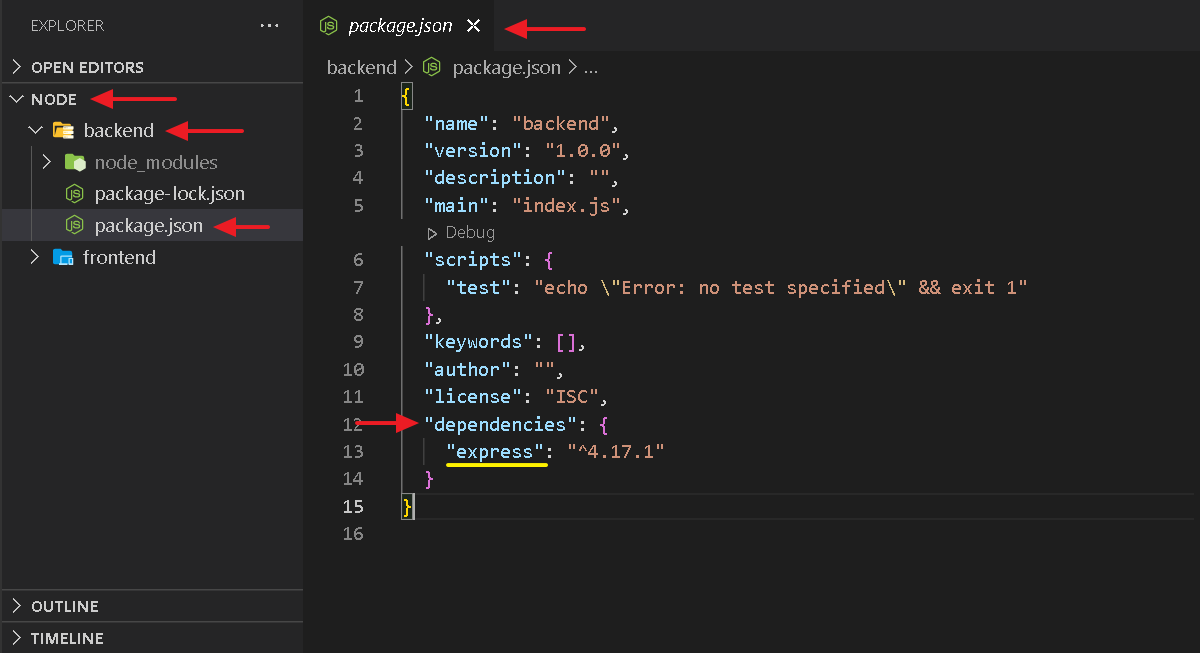 EXPLORER
OPEN EDITORS
NODE
backend
node_modules
package-lock.json
package.json
frontend
OUTLINE
TIMELINE
package.json
backend > package.json > ...
1 {
2 "name": "backend",
3 "version": "1.0.0",
4 "description": "",
5 "main": "index.js",
Debug
6 "scripts": {
7 "test": "echo \"Error: no test specified\" && exit 1"
8 },
9 "keywords": [],
10 "author": "",
11 "license": "ISC",
12 "dependencies": {
13 "express": "^4.17.1"
14 }
15 }
16